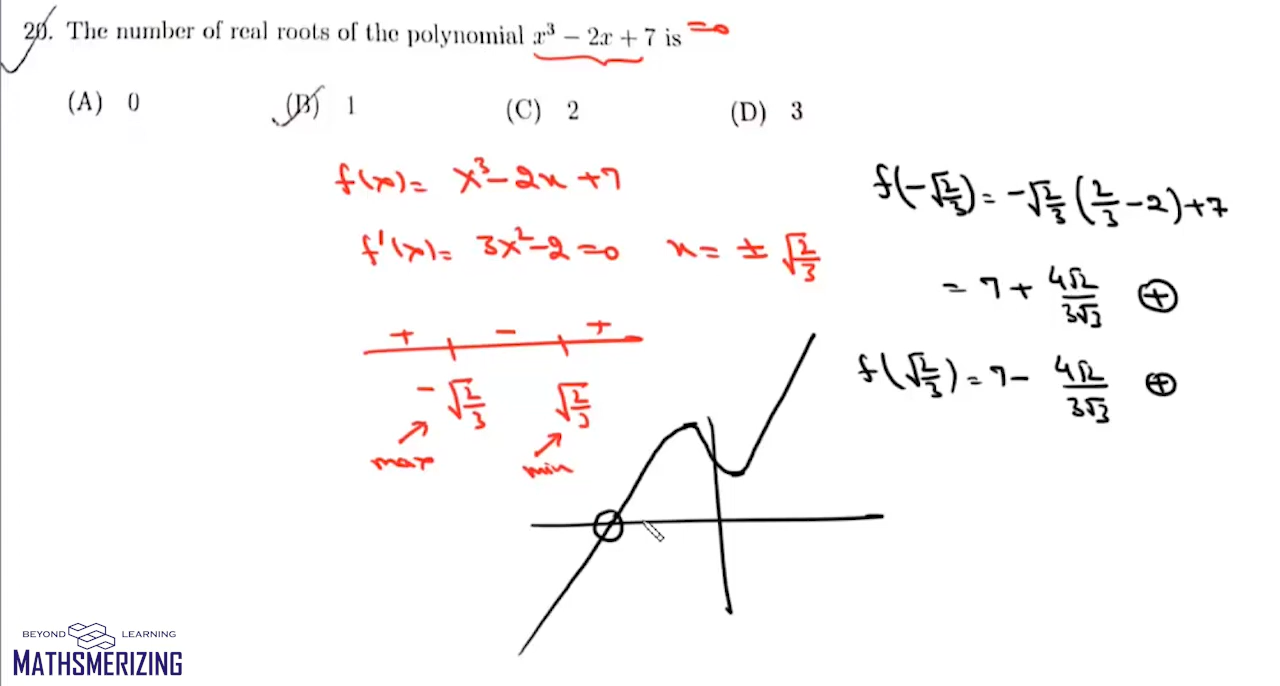 20. The number of real roots of the polynomial x³ − 2x + 7 is =0
(A) 0 (B) 1 (C) 2 (D) 3
f(x) = x³ − 2x + 7
f'(x) = 3x² − 2 = 0 x = ± √2/3
+ − +
− √2/3 √2/3
max min
f(−√2/3) = −√2/3 (2/3 − 2) + 7
= 7 + 4√2/3√3 ⊕
f(√2/3) = 7 − 4√2/3√3 ⊕
BEYOND LEARNING
MATHSMERIZING